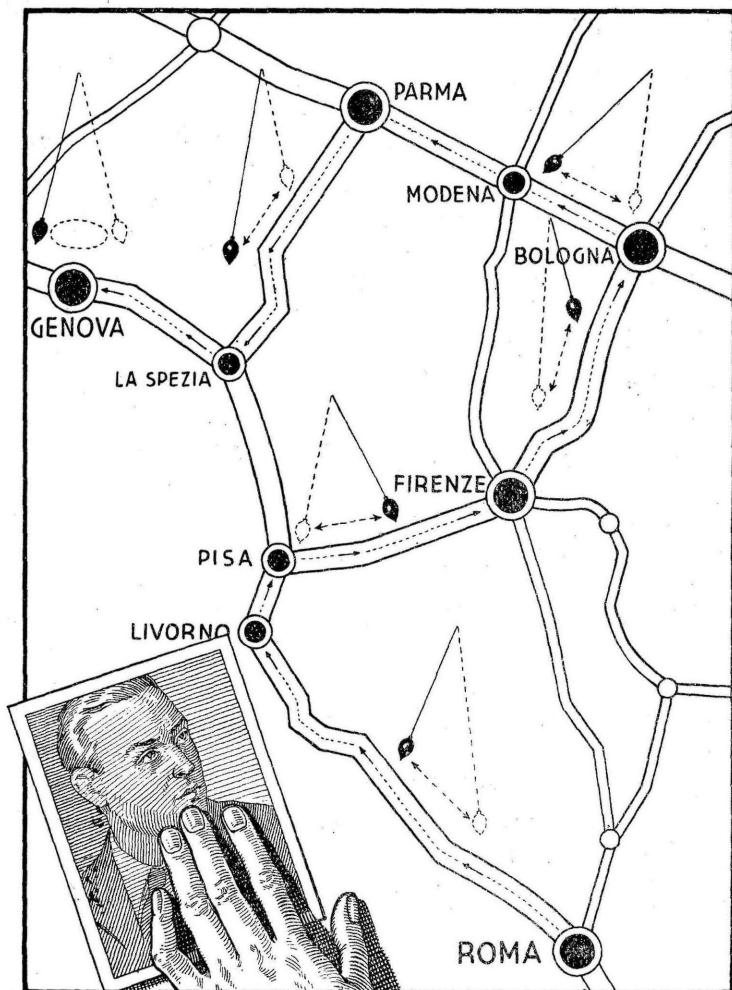 PARMA
MODENA
BOLOGNA
GENOVA
LA SPEZIA
FIRENZE
PISA
LIVORNO
ROMA